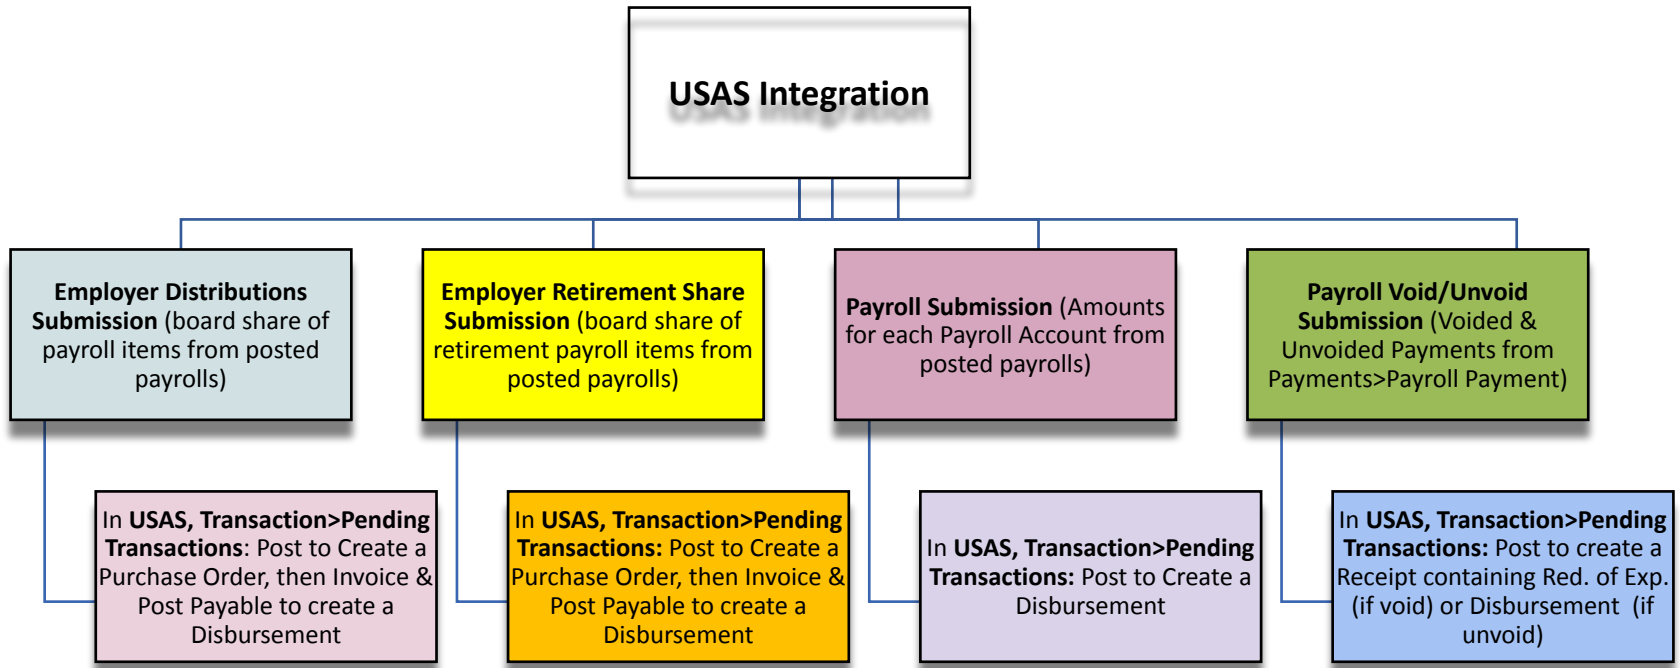 USAS Integration
Employer Distributions
Submission (board share of
payroll items from posted
payrolls)
Employer Retirement Share
Submission (board share of
retirement payroll items from
posted payrolls)
Payroll Submission (Amounts
for each Payroll Account from
posted payrolls)
Payroll Void/Unvoid
Submission (Voided &
Unvoided Payments from
Payments>Payroll Payment)
In USAS, Transaction>Pending
Transactions: Post to Create a
Purchase Order, then Invoice &
Post Payable to create a
Disbursement
In USAS, Transaction>Pending
Transactions: Post to Create a
Purchase Order, then Invoice &
Post Payable to create a
Disbursement
In USAS, Transaction>Pending
Transactions: Post to Create a
Disbursement
In USAS, Transaction>Pending
Transactions: Post to create a
Receipt containing Red. of Exp.
(if void) or Disbursement (if
unvoid)